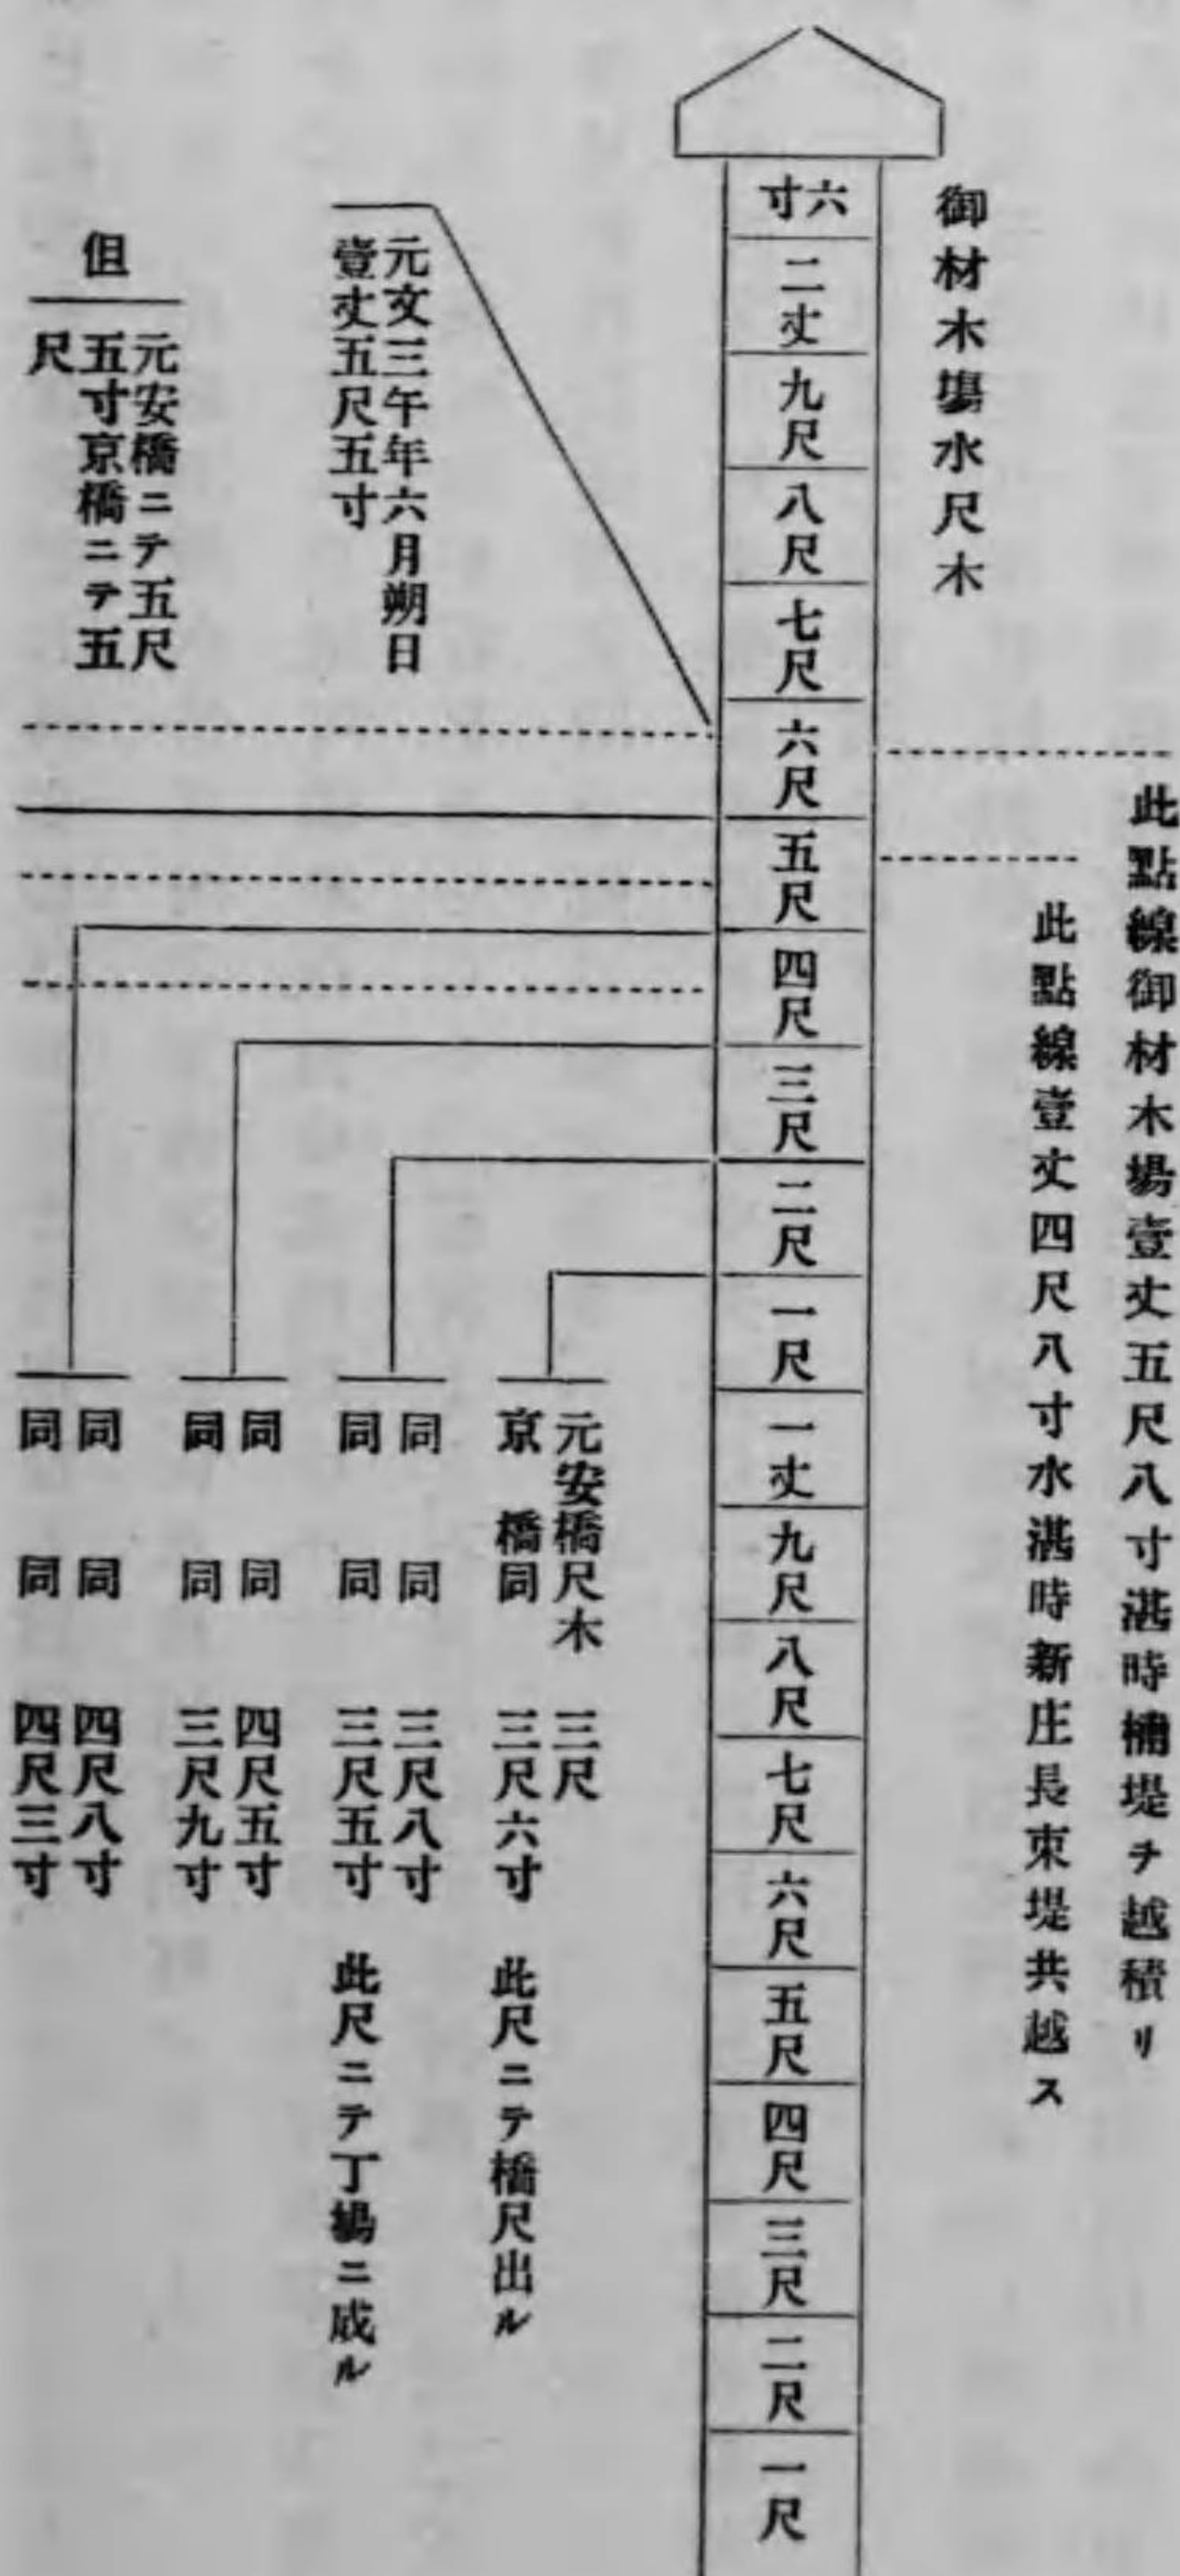 此點線御材木場壹丈五尺八寸湛時楠堤チ越積リ
此點線壹丈四尺八寸水湛時新庄長束堤共越ス
御材木場水尺木
六寸
二丈
九尺
八尺
七尺
六尺
五尺
四尺
三尺
二尺
一尺
一丈
九尺
八尺
七尺
六尺
五尺
四尺
三尺
二尺
一尺
元文三午年六月朔日
壹丈五尺五寸
但
元安橋ニテ五尺
五寸京橋ニテ五
尺
元安橋尺木 三尺
京橋同 三尺六寸 此尺ニテ橋尺出ル
同 同 三尺八寸
同 同 三尺五寸 此尺ニテ丁場ニ成ル
同 同 四尺五寸
同 同 三尺九寸
同 同 四尺八寸
同 同 四尺三寸